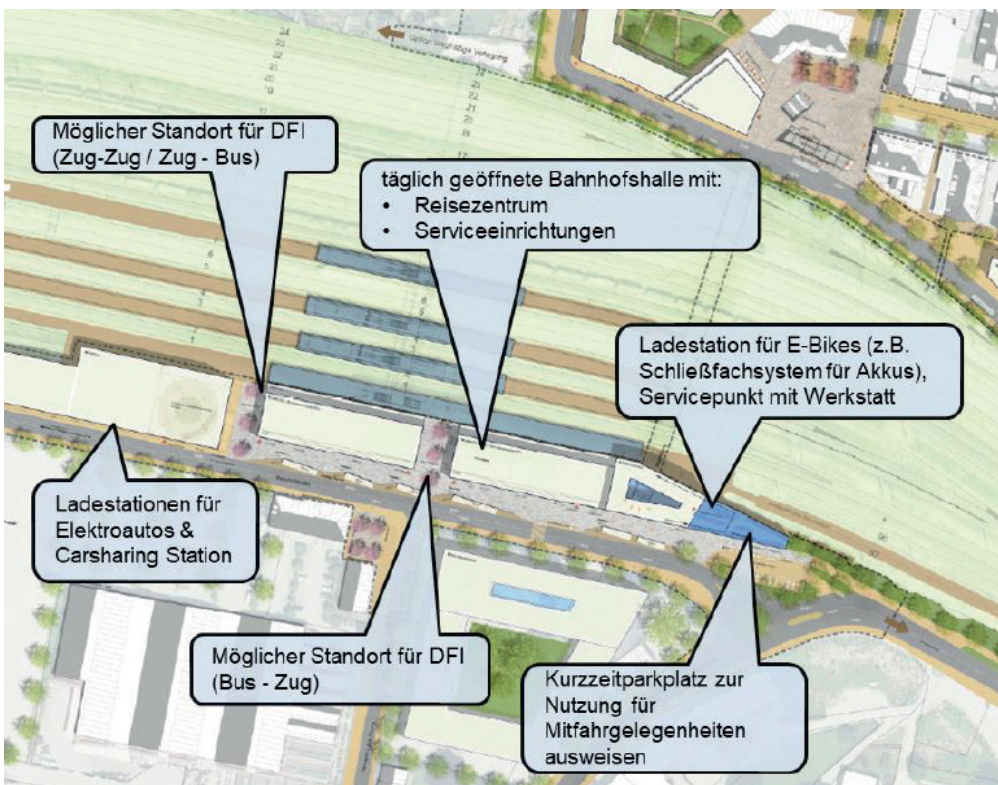 Möglicher Standort für DFI
(Zug-Zug / Zug - Bus)
täglich geöffnete Bahnhofshalle mit:
• Reisezentrum
• Serviceeinrichtungen
Ladestation für E-Bikes (z.B.
Schließfachsystem für Akkus),
Servicepunkt mit Werkstatt
Ladestationen für
Elektroautos &
Carsharing Station
Möglicher Standort für DFI
(Bus - Zug)
Kurzzeitparkplatz zur
Nutzung für
Mitfahrgelegenheiten
ausweisen